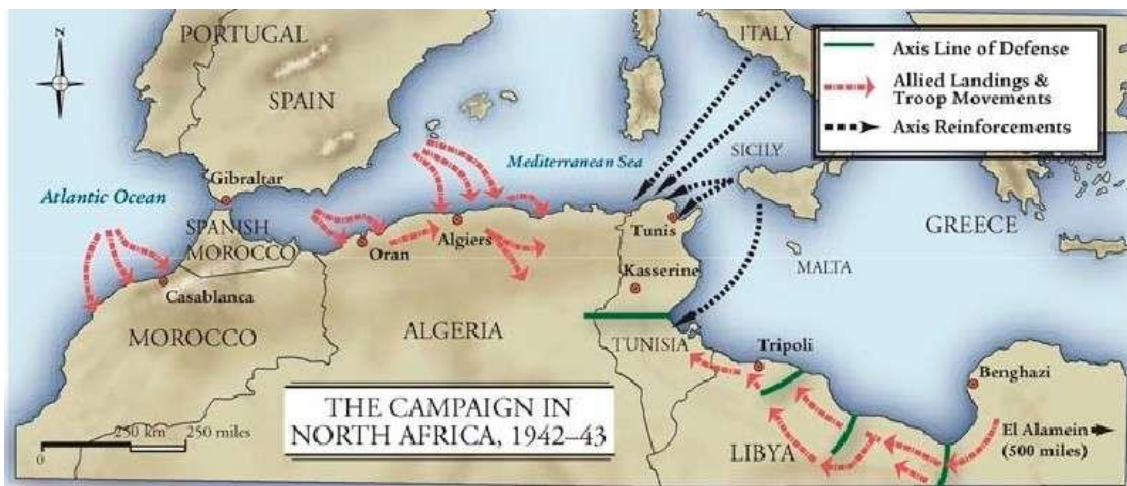 N
PORTUGAL
SPAIN
ITALY
Axis Line of Defense
Allied Landings &
Troop Movements
Axis Reinforcements
Mediterranean Sea
SICILY
Gibraltar
Atlantic Ocean
SPANISH
MOROCCO
Oran
Algiers
Tunis
GREECE
MALTA
Kasserine
Casablanca
MOROCCO
ALGERIA
TUNISIA
Tripoli
Benghazi
THE CAMPAIGN IN
NORTH AFRICA, 1942–43
250 km 250 miles
0
LIBYA
El Alamein
(500 miles)